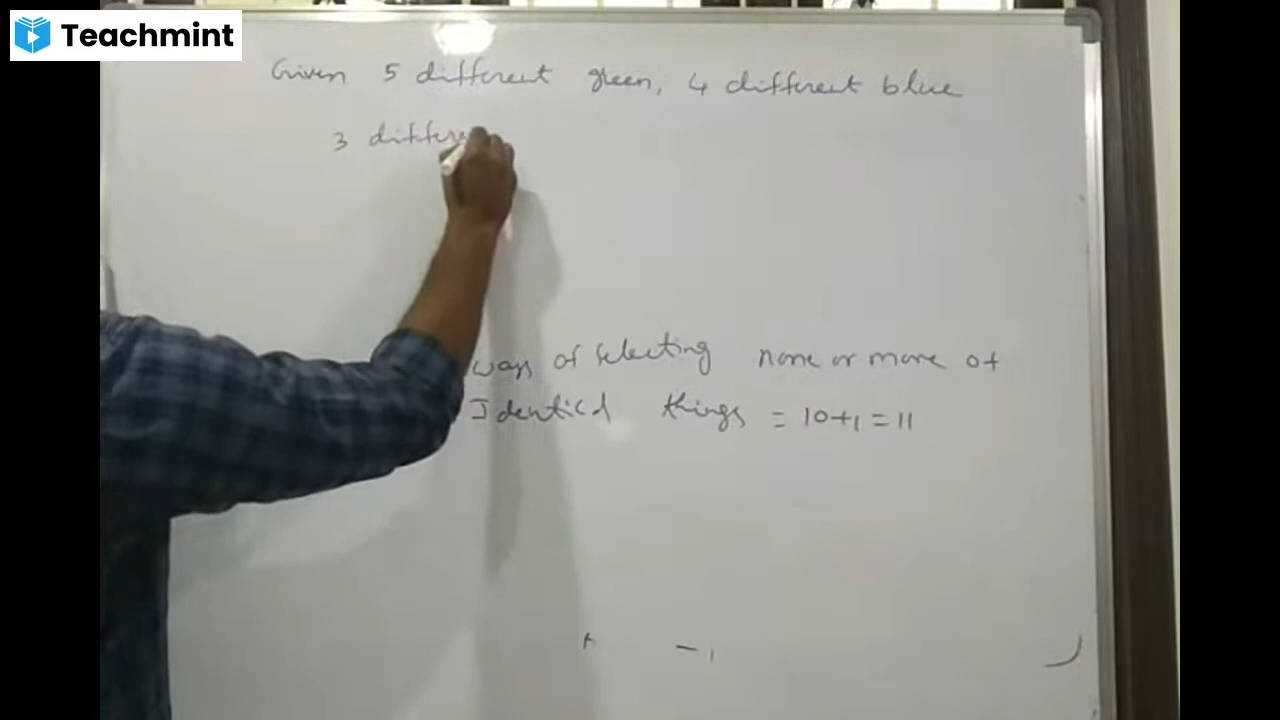 Teachmint
Given 5 different green, 4 different blue
3 differe
ways of selecting none or more of
Identicl things = 10+1 = 11